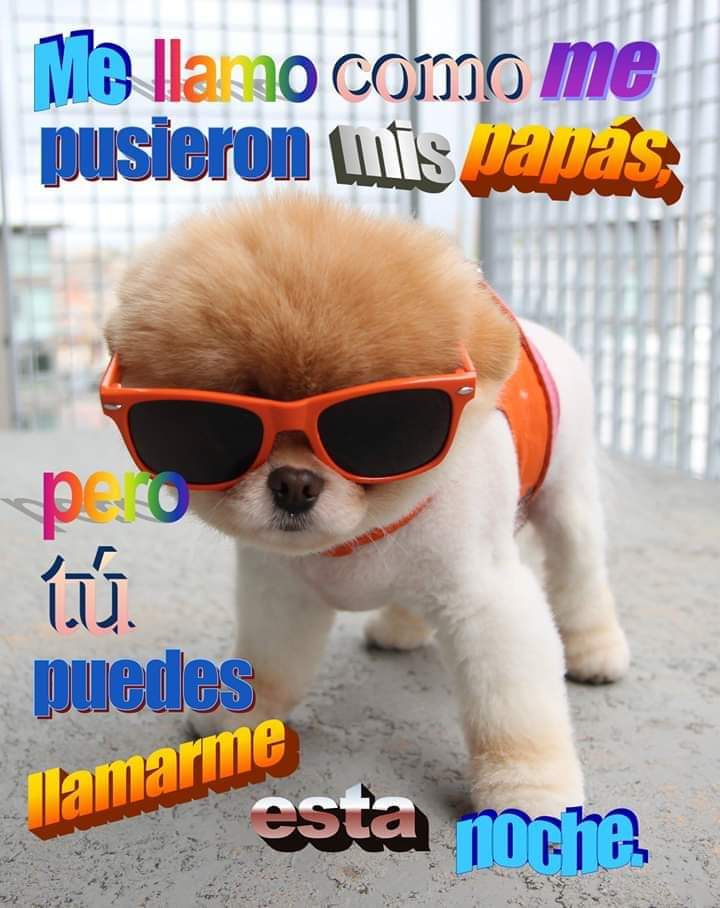 Me llamo como me
pusieron mis papás,
pero
tú
puedes
llamarme
esta
noche.